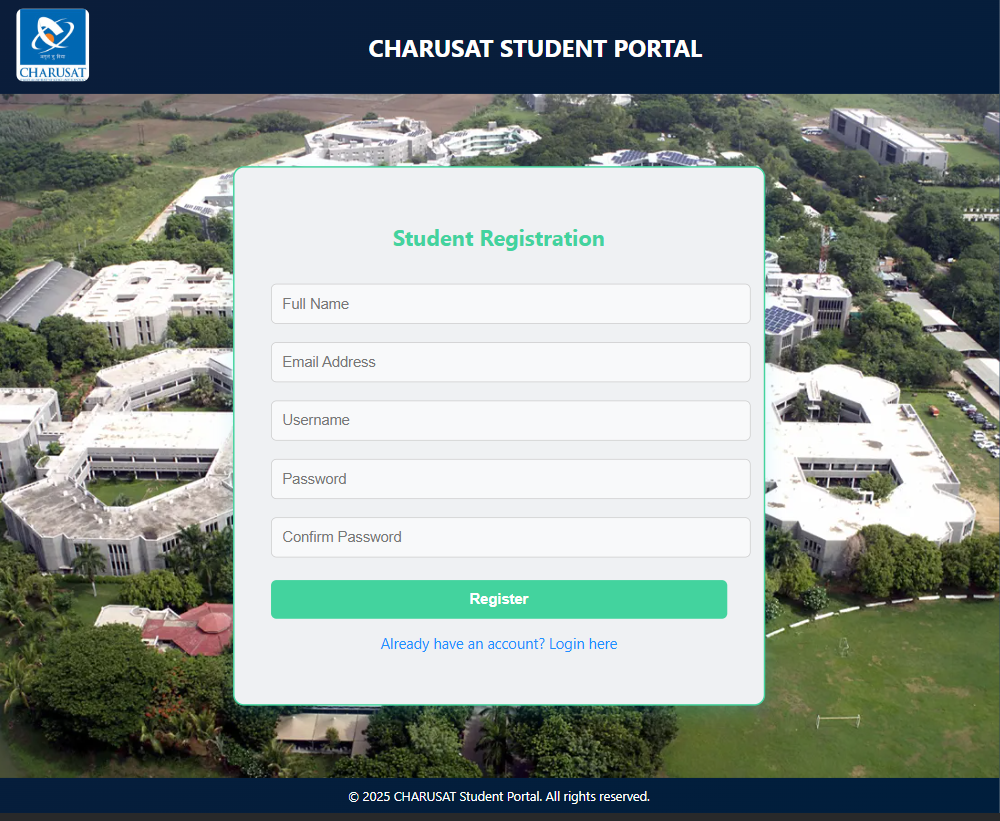 CHARUSAT
CHARUSAT STUDENT PORTAL
Student Registration
Full Name
Email Address
Username
Password
Confirm Password
Register
Already have an account? Login here
© 2025 CHARUSAT Student Portal. All rights reserved.